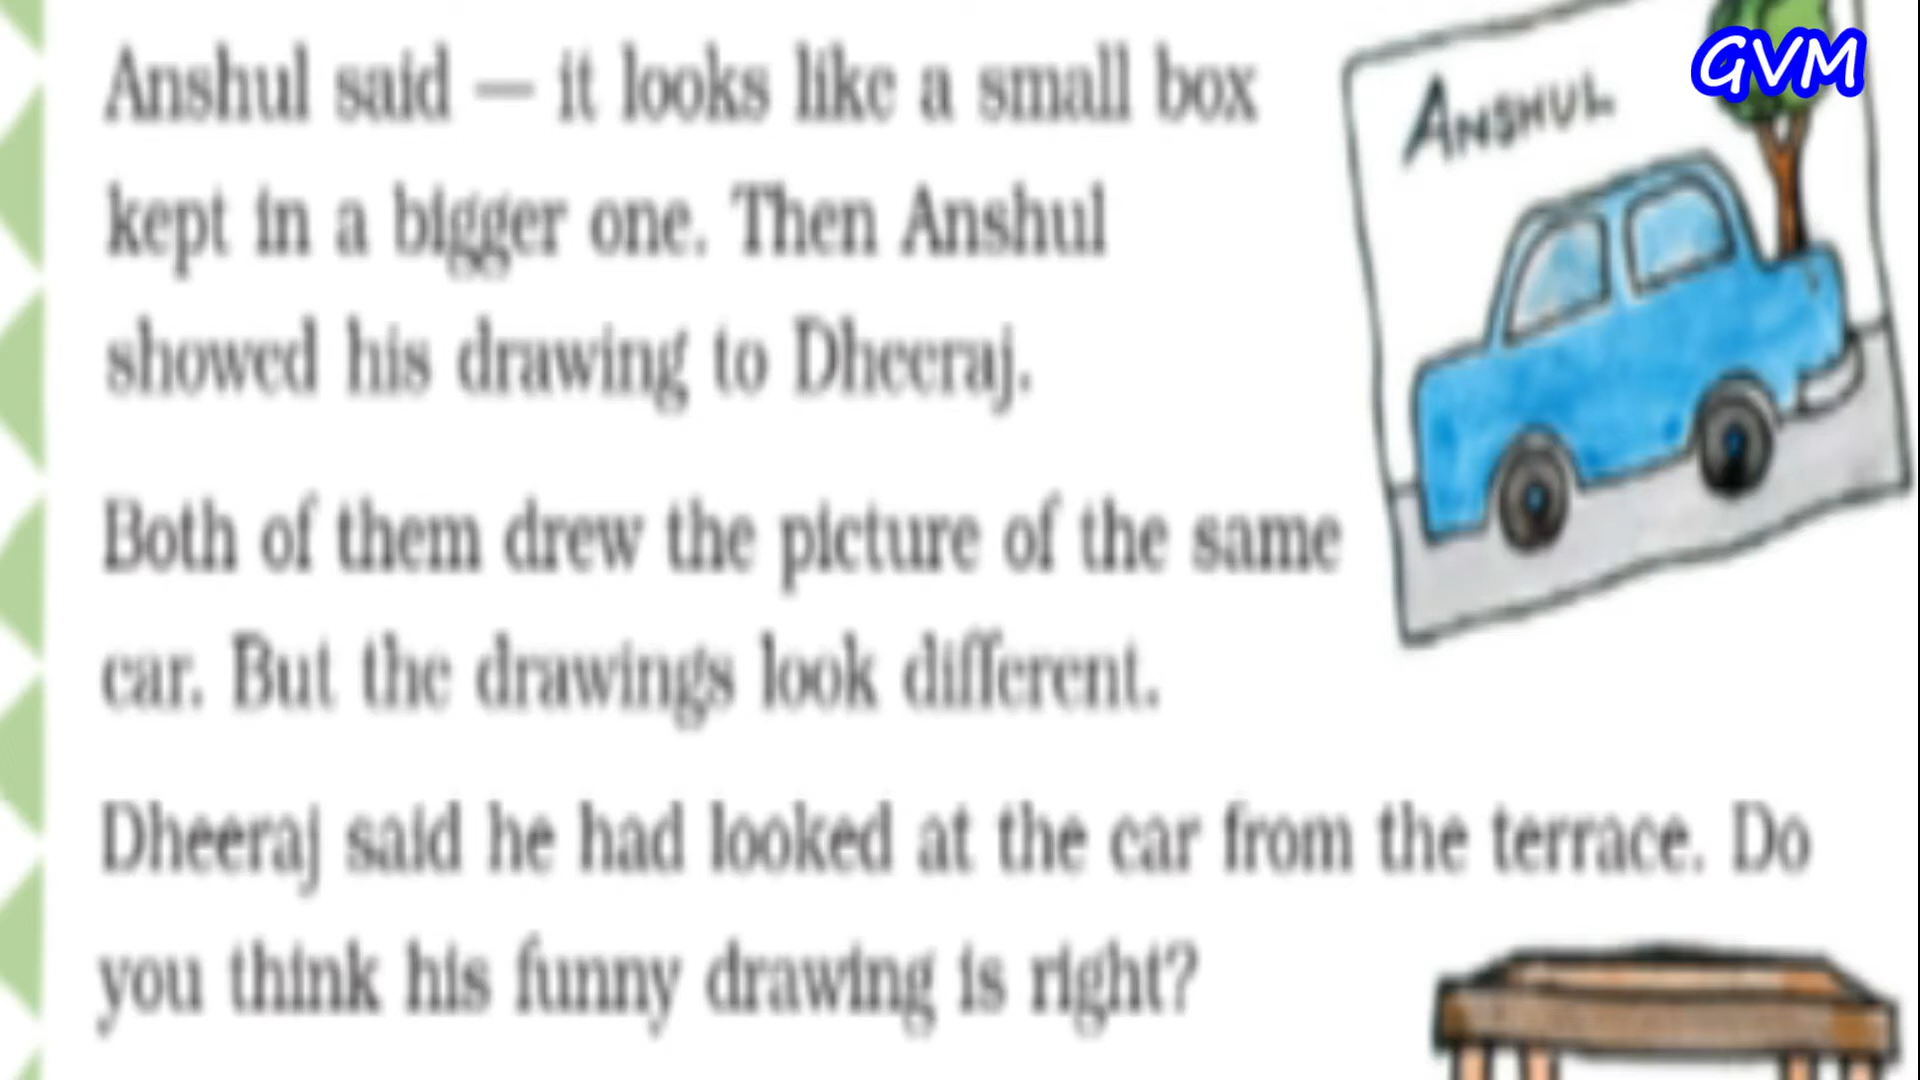 Anshul said — it looks like a small box
kept in a bigger one. Then Anshul
showed his drawing to Dheeraj.
Both of them drew the picture of the same
car. But the drawings look different.
Dheeraj said he had looked at the car from the terrace. Do
you think his funny drawing is right?
ANSHUL
GVM